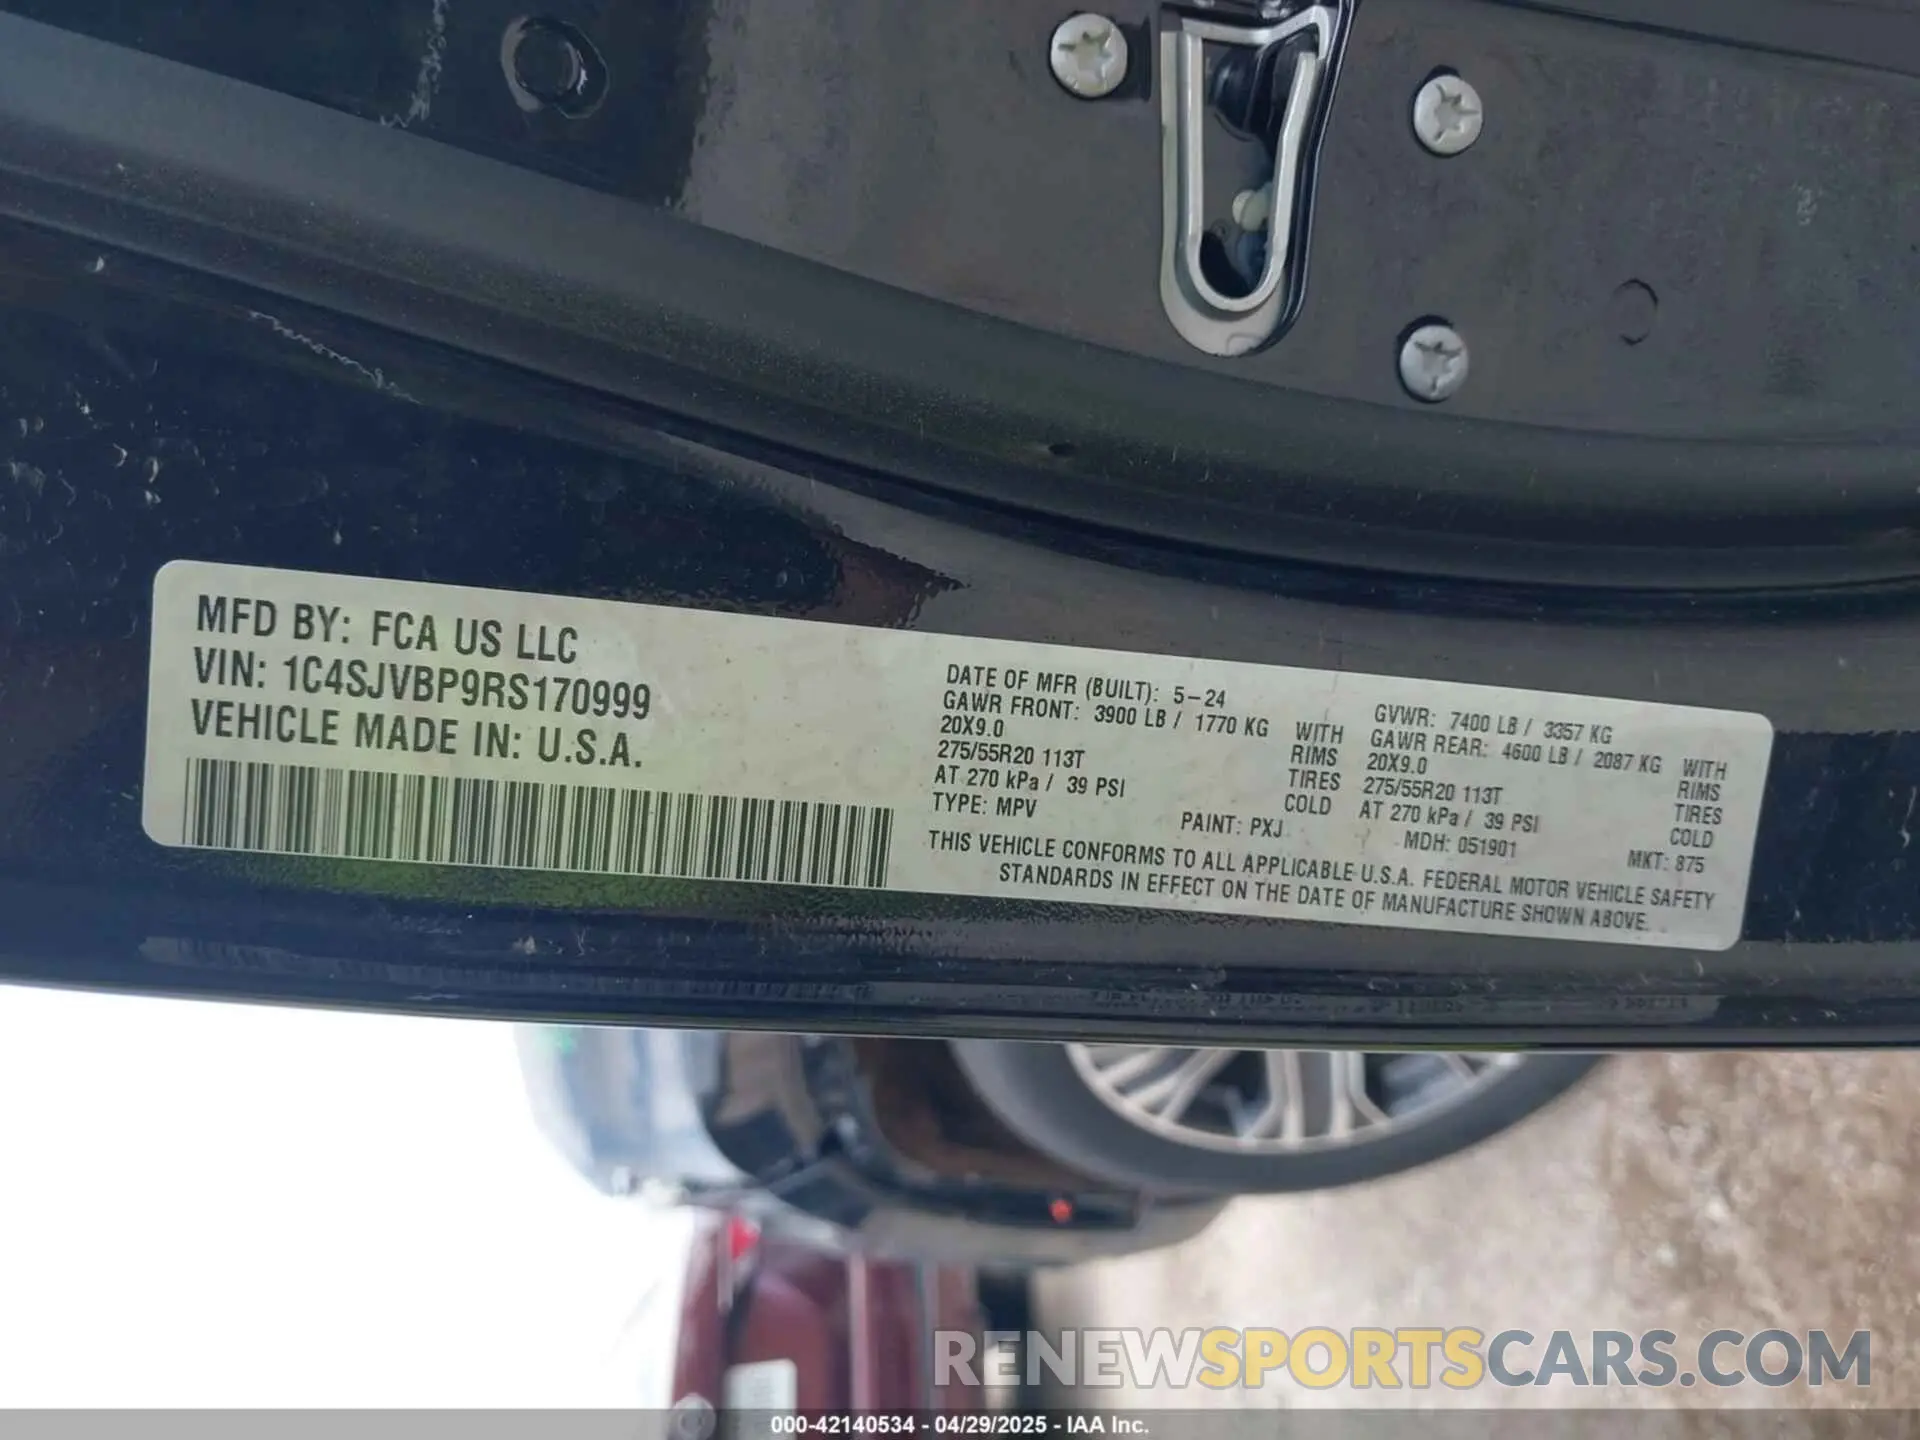 MFD BY: FCA US LLC
VIN: 1C4SJVBP9RS170999
VEHICLE MADE IN: U.S.A.
DATE OF MFR (BUILT): 5-24 GVWR: 7400 LB / 3357 KG
GAWR FRONT: 3900 LB / 1770 KG WITH GAWR REAR: 4600 LB / 2087 KG WITH
20X9.0 RIMS 20X9.0 RIMS
275/55R20 113T TIRES 275/55R20 113T TIRES
AT 270 kPa / 39 PSI COLD AT 270 kPa / 39 PSI COLD
TYPE: MPV PAINT: PXJ MDH: 051901 MKT: 875
THIS VEHICLE CONFORMS TO ALL APPLICABLE U.S.A. FEDERAL MOTOR VEHICLE SAFETY
STANDARDS IN EFFECT ON THE DATE OF MANUFACTURE SHOWN ABOVE.
RENEWSPORTSCARS.COM
000-42140534 - 04/29/2025 - IAA Inc.